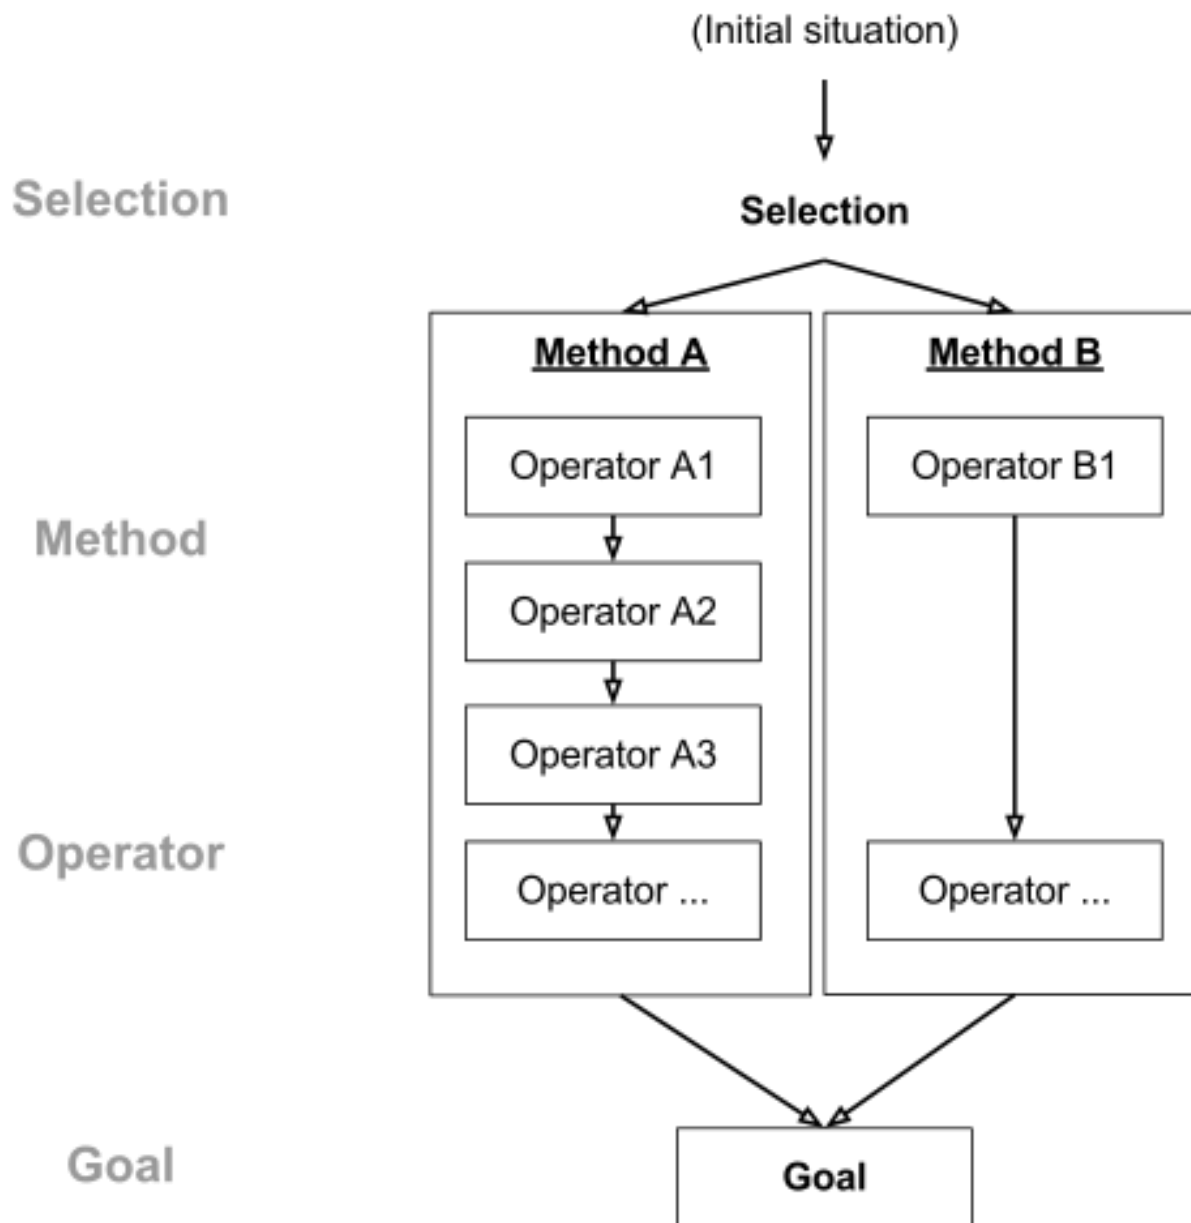 (Initial situation)
Selection
Selection
Method A
Method B
Operator A1
Operator B1
Method
Operator A2
Operator A3
Operator
Operator ...
Operator ...
Goal
Goal